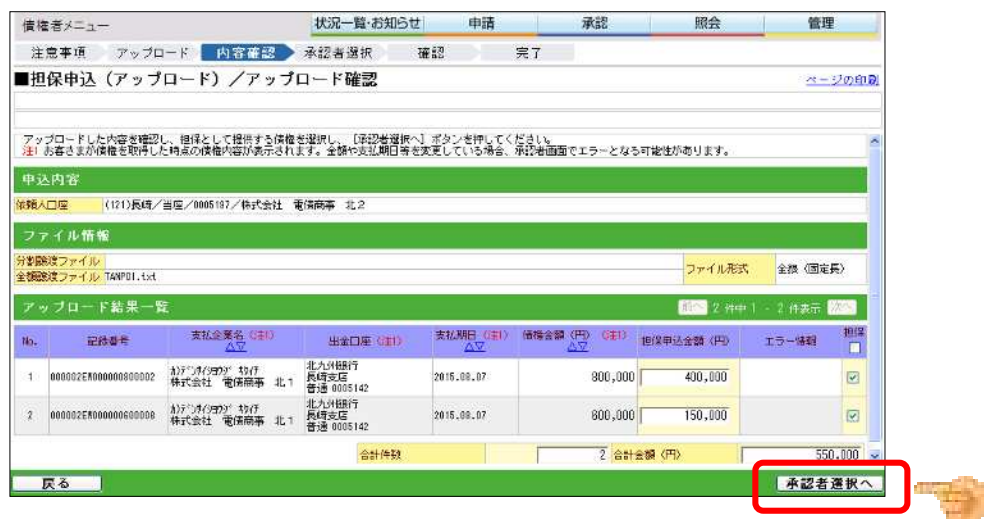 債権者メニュー 状況一覧・お知らせ 申請 承認 照会 管理
注意事項 アップロード 内容確認 承認者選択 確認 完了
■担保申込（アップロード）／アップロード確認 ページの印刷
アップロードした内容を確認し、担保として提供する債権を選択し、［承認者選択へ］ボタンを押してください。
注1 お客さまが債権を取得した時点の債権内容が表示されます。金額や支払期日等を変更している場合、承認者画面でエラーとなる可能性があります。
申込内容
依頼人口座 (121)長崎／当座／0005187／株式会社 電債商事 北２
ファイル情報
分割譲渡ファイル
全額譲渡ファイル TANPO1.txt ファイル形式 全銀（固定長）
アップロード結果一覧 前へ 2 件中 1 - 2 件表示 次へ
No. 記録番号 支払企業名（注1） △▽ 出金口座（注1） 支払期日（注1） △▽ 債権金額（円）（注1） △▽ 担保申込金額（円） エラー情報 担保
1 株式会社 電債商事 北１ 北九州銀行 長崎支店 普通 0005142 2015.08.07 800,000 400,000
2 株式会社 電債商事 北１ 北九州銀行 長崎支店 普通 0005142 2015.08.07 800,000 150,000
合計件数 2 合計金額（円） 550,000
戻る 承認者選択へ